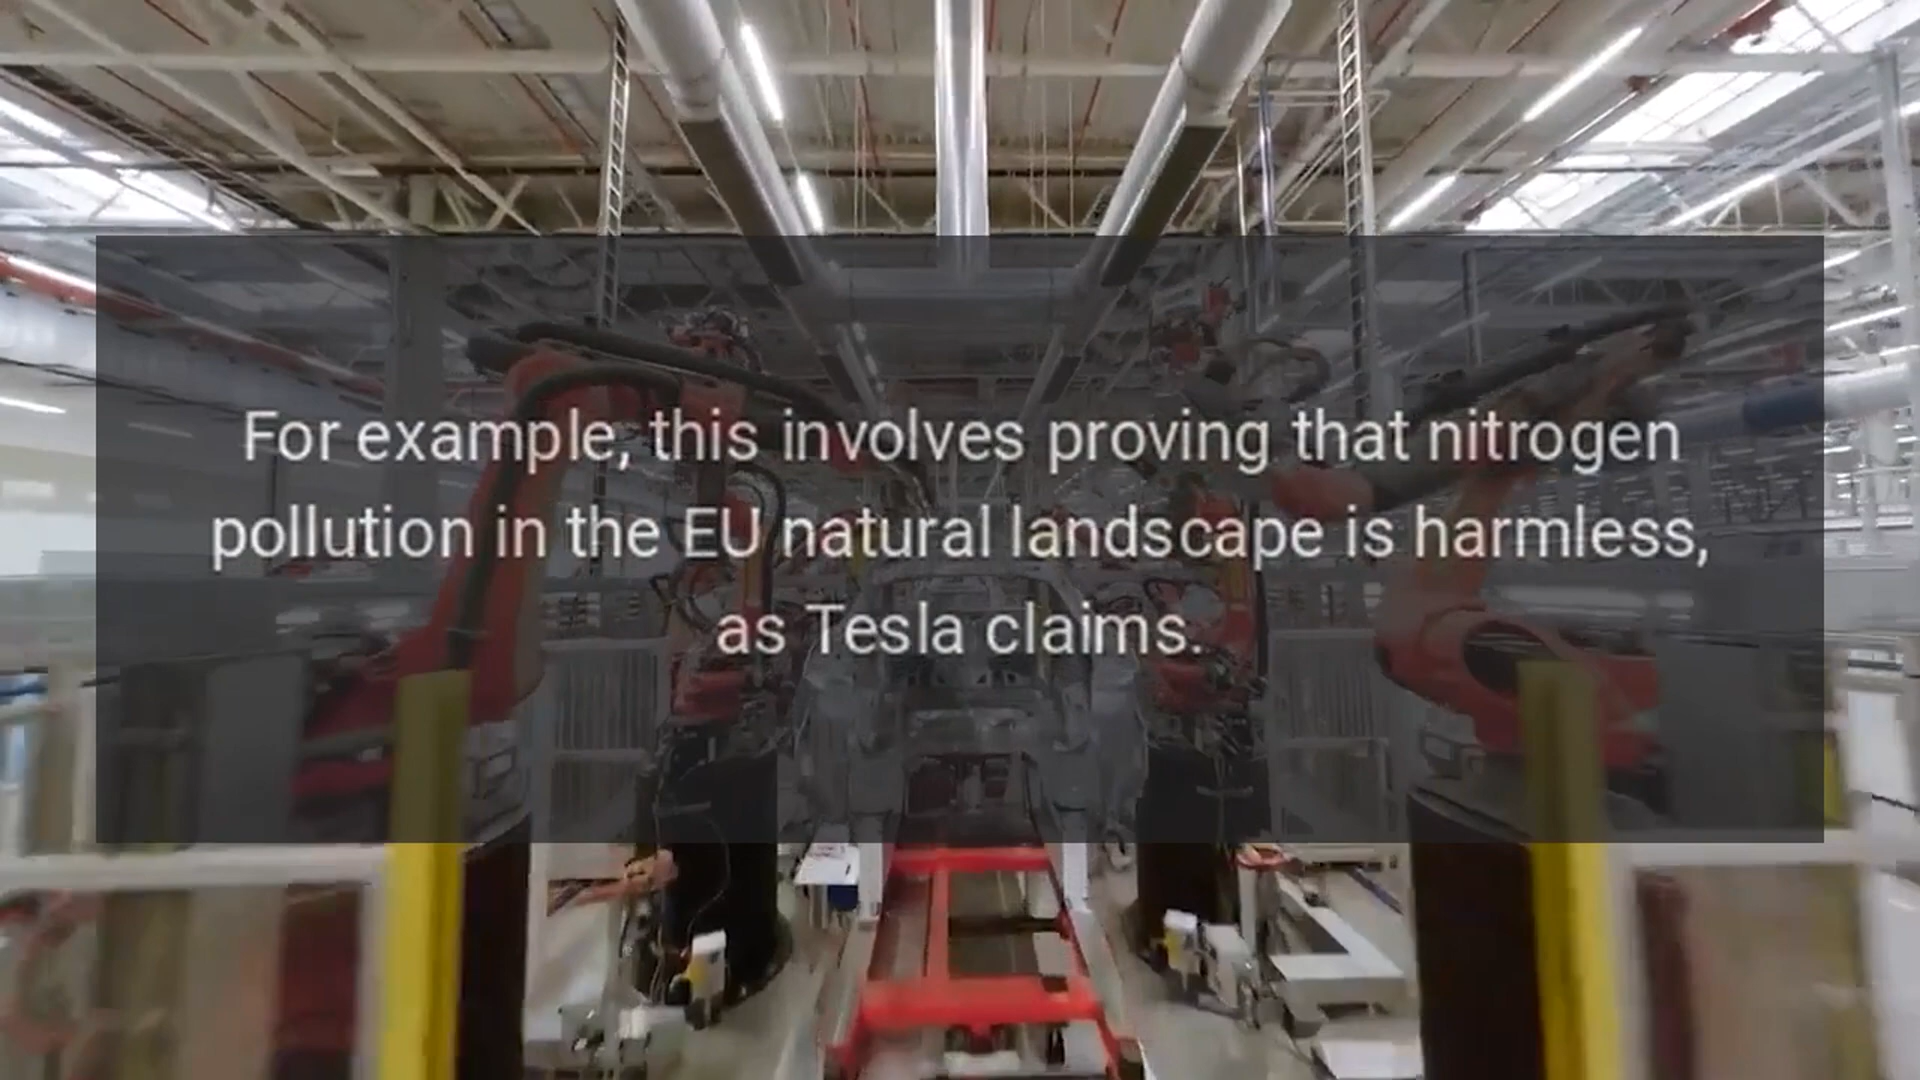 For example, this involves proving that nitrogen
pollution in the EU natural landscape is harmless,
as Tesla claims.